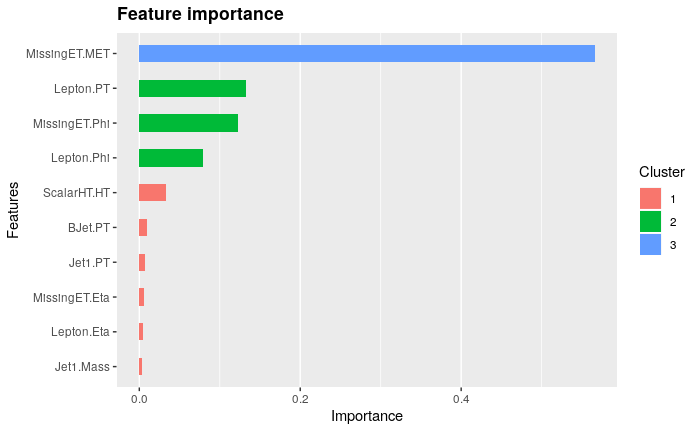 Feature importance
Features
MissingET.MET
Lepton.PT
MissingET.Phi
Lepton.Phi
ScalarHT.HT
BJet.PT
Jet1.PT
MissingET.Eta
Lepton.Eta
Jet1.Mass
0.0 0.2 0.4
Importance
Cluster
1
2
3